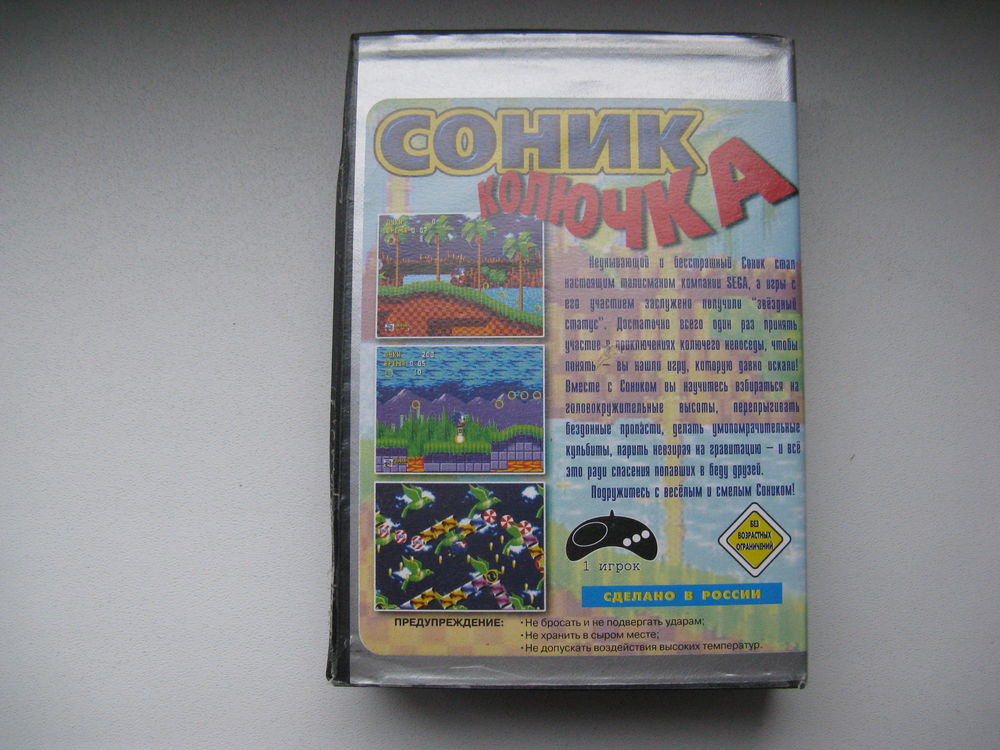 СОНИК
КОЛЮЧКА
Неунывающий и бесстрашный Соник стал
настоящим талисманом компании SEGA, а игры с
его участием заслужено получили "звёздный
статус". Достаточно всего один раз принять
участие в приключениях колючего непоседы, чтобы
понять – вы нашли игру, которую давно искали!
Вместе с Соником вы научитесь взбираться на
головокружительные высоты, перепрыгивать
бездонные пропасти, делать умопомрачительные
кульбиты, парить невзирая на гравитацию – и всё
это ради спасения попавших в беду друзей.
Подружитесь с весёлым и смелым Соником!
1 игрок
БЕЗ
ВОЗРАСТНЫХ
ОГРАНИЧЕНИЙ
СДЕЛАНО В РОССИИ
ПРЕДУПРЕЖДЕНИЕ:
· Не бросать и не подвергать ударам;
· Не хранить в сыром месте;
· Не допускать воздействия высоких температур.